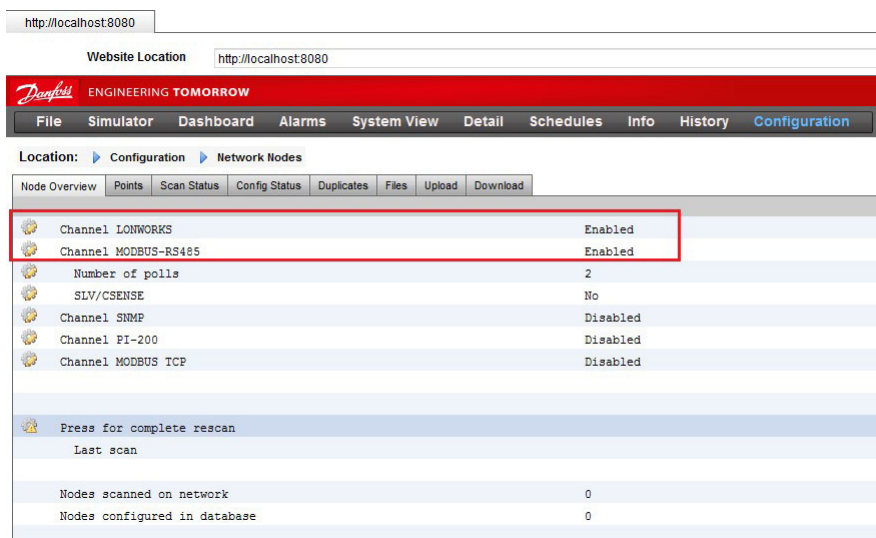 http://localhost:8080
Website Location http://localhost:8080
Danfoss ENGINEERING TOMORROW
File Simulator Dashboard Alarms System View Detail Schedules Info History Configuration
Location: Configuration Network Nodes
Node Overview Points Scan Status Config Status Duplicates Files Upload Download
Channel LONWORKS Enabled
Channel MODBUS-RS485 Enabled
Number of polls 2
SLV/CSENSE No
Channel SNMP Disabled
Channel PI-200 Disabled
Channel MODBUS TCP Disabled
Press for complete rescan
Last scan
Nodes scanned on network 0
Nodes configured in database 0